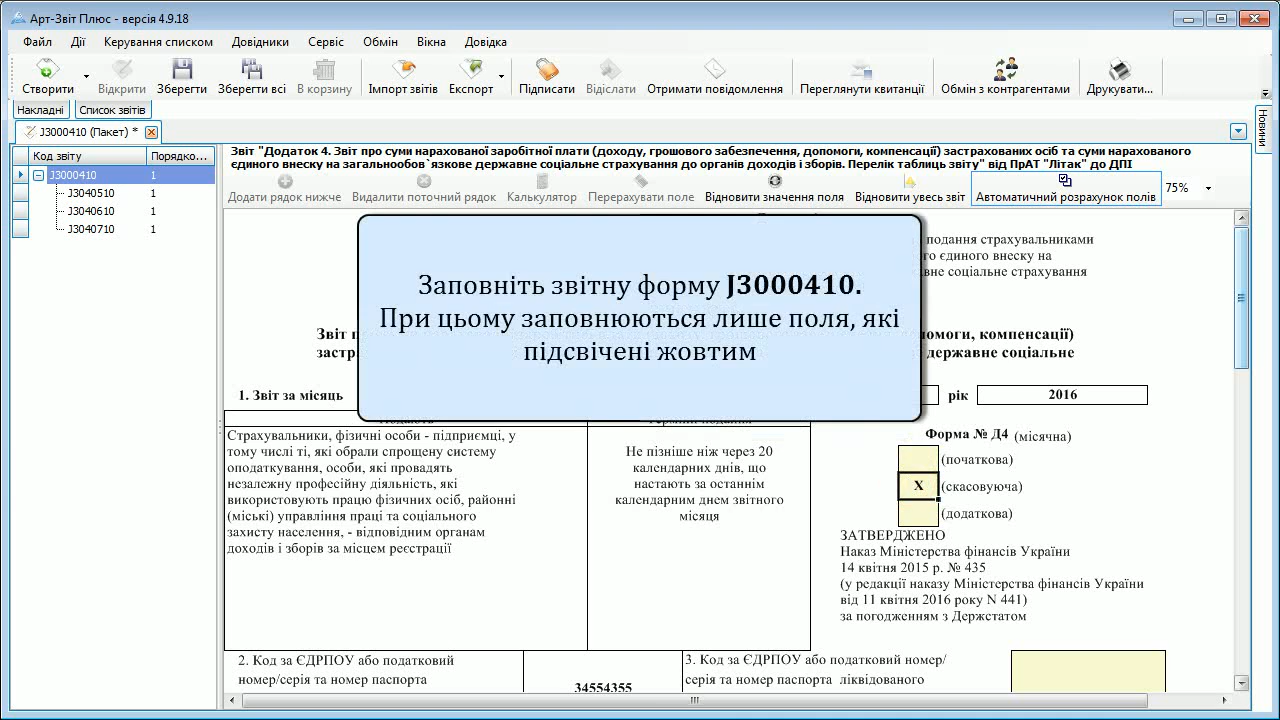 Арт-Звіт Плюс - версія 4.9.18
Файл Дії Керування списком Довідники Сервіс Обмін Вікна Довідка
Створити Відкрити Зберегти Зберегти всі В корзину Імпорт звітів Експорт Підписати Відіслати Отримати повідомлення Переглянути квитанції Обмін з контрагентами Друкувати...
Накладні Список звітів
Новини
J3000410 (Пакет) *
Код звіту Порядко...
J3000410 1
J3040510 1
J3040610 1
J3040710 1
Звіт "Додаток 4. Звіт про суми нарахованої заробітної плати (доходу, грошового забезпечення, допомоги, компенсації) застрахованих осіб та суми нарахованого
єдиного внеску на загальнообов`язкове державне соціальне страхування до органів доходів і зборів. Перелік таблиць звіту" від ПрАТ "Літак" до ДПІ
Додати рядок нижче Видалити поточний рядок Калькулятор Перерахувати поле Відновити значення поля Відновити увесь звіт Автоматичний розрахунок полів 75%
подання страхувальниками
го єдиного внеску на
вне соціальне страхування
Заповніть звітну форму J3000410.
При цьому заповнюються лише поля, які
підсвічені жовтим
Звіт п
застр
омоги, компенсації)
державне соціальне
1. Звіт за місяць рік 2016
Подають Терміни подання
Страхувальники, фізичні особи - підприємці, у
тому числі ті, які обрали спрощену систему
оподаткування, особи, які провадять
незалежну професійну діяльність, які
використовують працю фізичних осіб, районні
(міські) управління праці та соціального
захисту населення, - відповідним органам
доходів і зборів за місцем реєстрації
Не пізніше ніж через 20
календарних днів, що
настають за останнім
календарним днем звітного
місяця
Форма № Д4 (місячна)
(початкова)
X (скасовуюча)
(додаткова)
ЗАТВЕРДЖЕНО
Наказ Міністерства фінансів України
14 квітня 2015 р. № 435
(у редакції наказу Міністерства фінансів України
від 11 квітня 2016 року N 441)
за погодженням з Держстатом
2. Код за ЄДРПОУ або податковий
номер/серія та номер паспорта
34554355
3. Код за ЄДРПОУ або податковий номер/
серія та номер паспорта ліквідованого